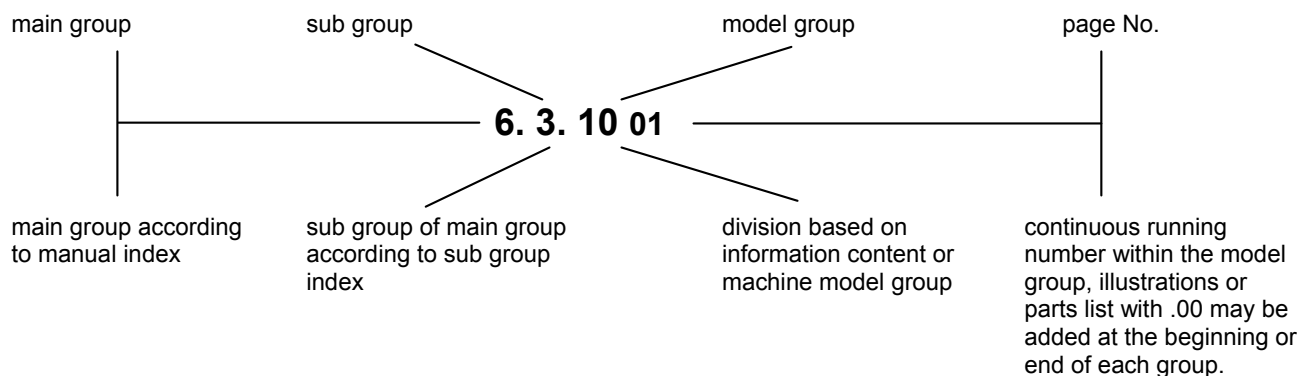 main group
sub group
model group
page No.
6. 3. 10 01
main group according
to manual index
sub group of main group
according to sub group
index
division based on
information content or
machine model group
continuous running
number within the model
group, illustrations or
parts list with .00 may be
added at the beginning or
end of each group.